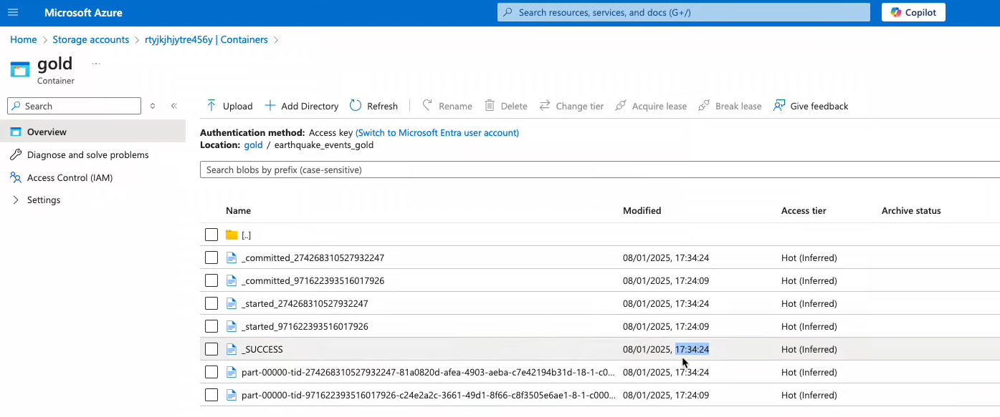 Microsoft Azure
Search resources, services, and docs (G+/)
Copilot
Home > Storage accounts > rtyjkjhjytre456y | Containers >
gold ...
Container
Search
Overview
Diagnose and solve problems
Access Control (IAM)
Settings
Upload Add Directory Refresh Rename Delete Change tier Acquire lease Break lease Give feedback
Authentication method: Access key (Switch to Microsoft Entra user account)
Location: gold / earthquake_events_gold
Search blobs by prefix (case-sensitive)
Name Modified Access tier Archive status
[..]
_committed_274268310527932247 08/01/2025, 17:34:24 Hot (Inferred)
_committed_971622393516017926 08/01/2025, 17:24:09 Hot (Inferred)
_started_274268310527932247 08/01/2025, 17:34:24 Hot (Inferred)
_started_971622393516017926 08/01/2025, 17:24:09 Hot (Inferred)
_SUCCESS 08/01/2025, 17:34:24 Hot (Inferred)
part-00000-tid-274268310527932247-81a0820d-afea-4903-aeba-c7e42194b31d-18-1-c0... 08/01/2025, 17:34:24 Hot (Inferred)
part-00000-tid-971622393516017926-c24e2a2c-3661-49d1-8f66-c8f3505e6ae1-8-1-c000... 08/01/2025, 17:24:09 Hot (Inferred)